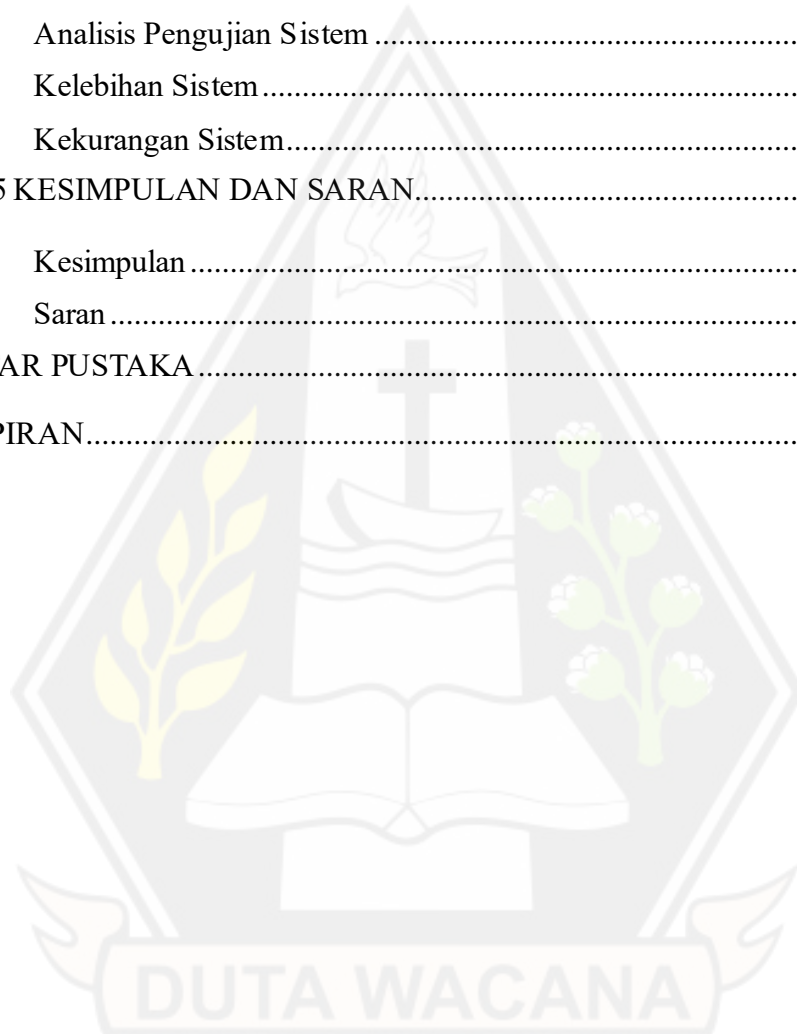 Analisis Pengujian Sistem ..............................................................
Kelebihan Sistem..............................................................
Kekurangan Sistem..............................................................
5 KESIMPULAN DAN SARAN..............................................................
Kesimpulan ..............................................................
Saran ..............................................................
AR PUSTAKA ..............................................................
PIRAN..............................................................
DUTA WACANA